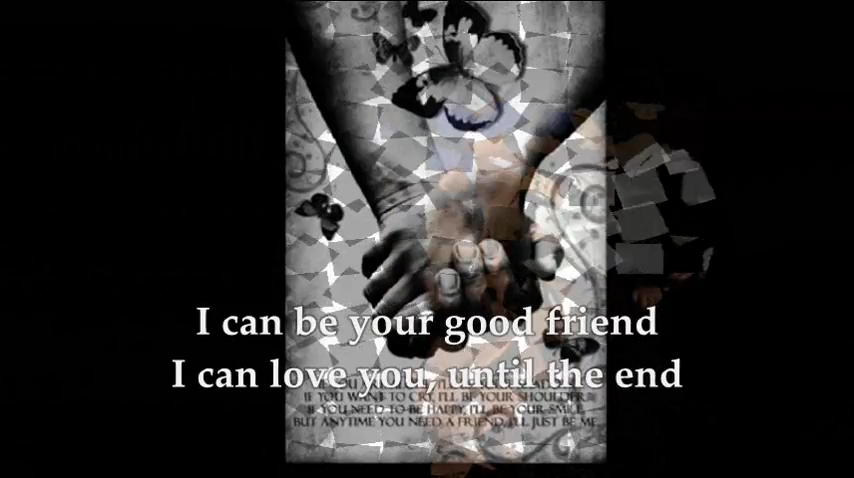 I can be your good friend
I can love you, until the end
IF YOU WANT TO CRY, I'LL BE YOUR SHOULDER.
IF YOU NEED TO BE HAPPY, I'LL BE YOUR SMILE.
BUT ANYTIME YOU NEED A FRIEND, I'LL JUST BE ME.